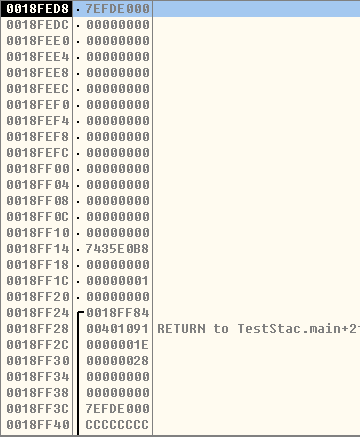 0018FED8 · 7EFDE000
0018FEDC · 00000000
0018FEE0 · 00000000
0018FEE4 · 00000000
0018FEE8 · 00000000
0018FEEC · 00000000
0018FEF0 · 00000000
0018FEF4 · 00000000
0018FEF8 · 00000000
0018FEFC · 00000000
0018FF00 · 00000000
0018FF04 · 00000000
0018FF08 · 00000000
0018FF0C · 00000000
0018FF10 · 00000000
0018FF14 · 7435E0B8
0018FF18 · 00000000
0018FF1C · 00000001
0018FF20 · 00000000
0018FF24 0018FF84
0018FF28 00401091 RETURN to TestStac.main+2
0018FF2C 0000001E
0018FF30 00000028
0018FF34 00000000
0018FF38 00000000
0018FF3C 7EFDE000
0018FF40 CCCCCCCC